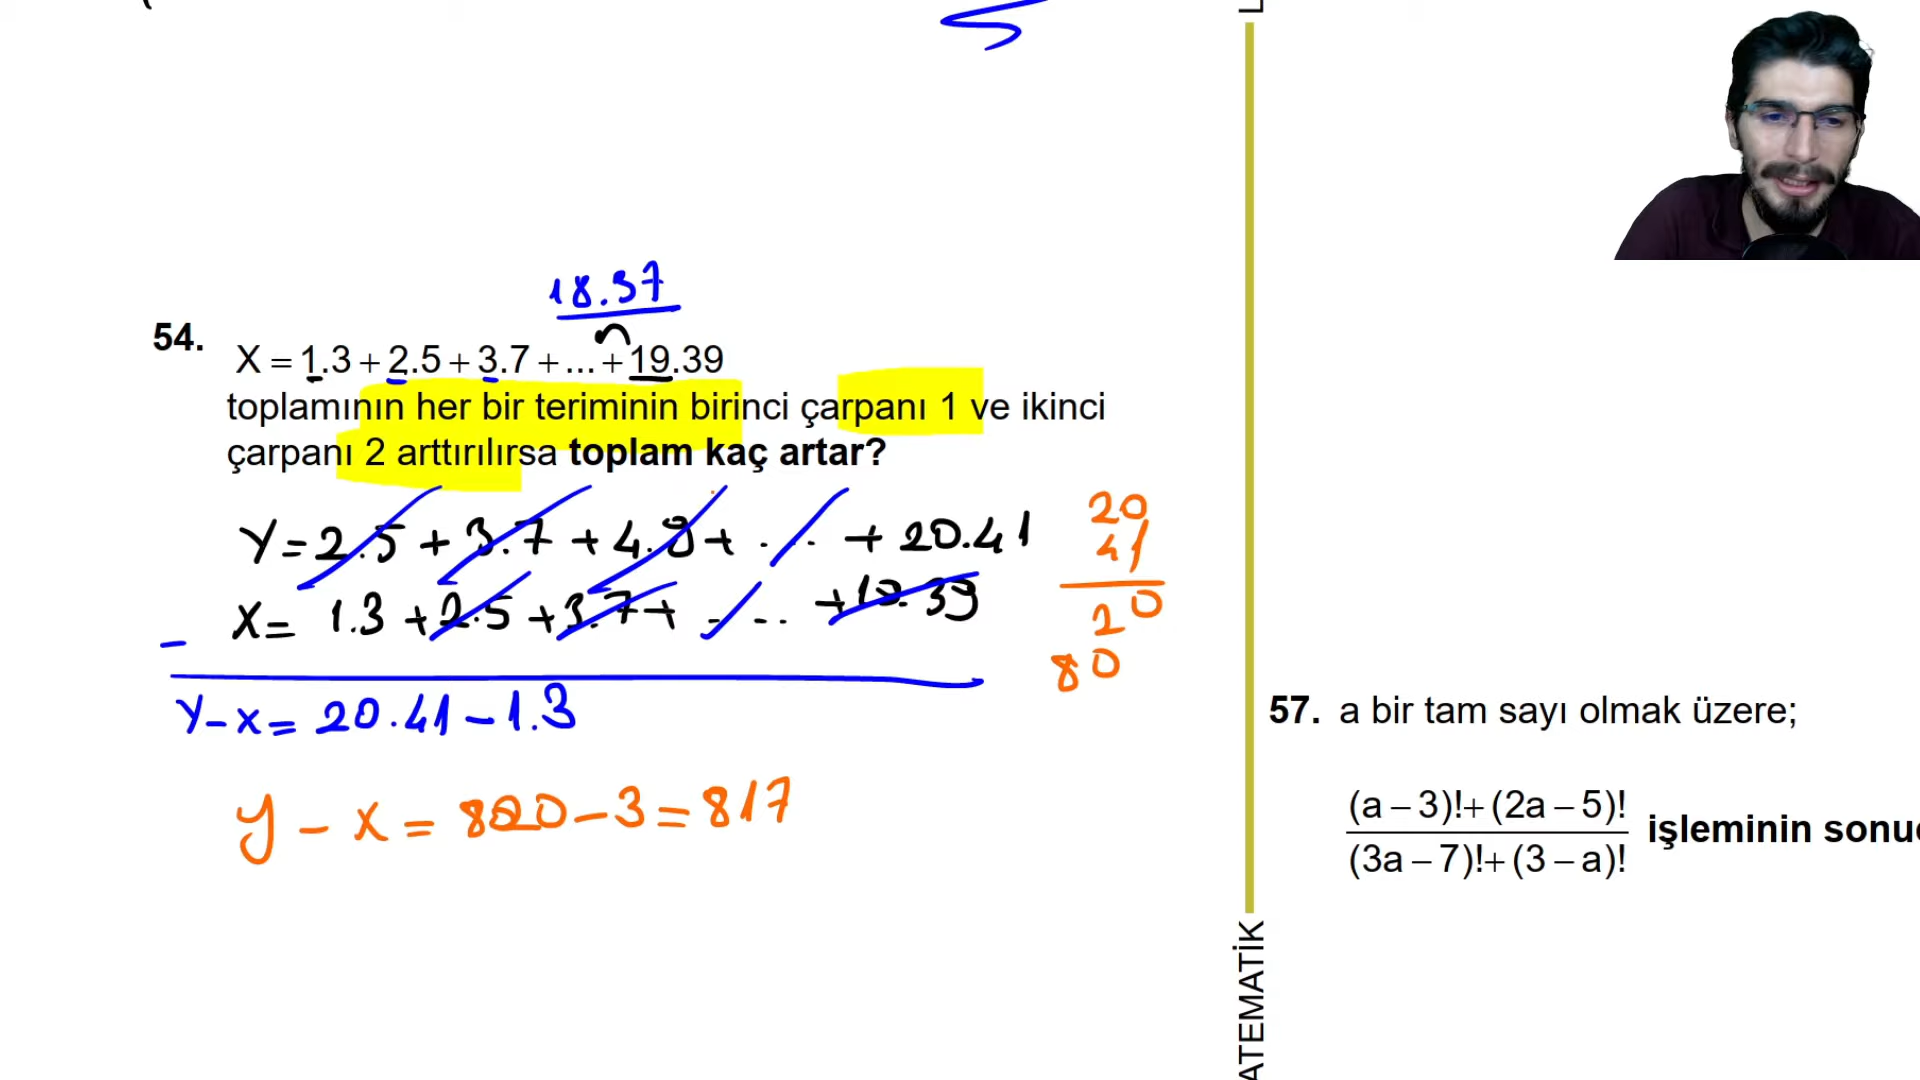 18.37
54. X = 1.3 + 2.5 + 3.7 + ... + 19.39
toplamının her bir teriminin birinci çarpanı 1 ve ikinci
çarpanı 2 arttırılırsa toplam kaç artar?
Y = 2.5 + 3.7 + 4.9 + ... + 20.41
X = 1.3 + 2.5 + 3.7 + ... + 19.39
-
Y - X = 20.41 - 1.3
y - x = 820 - 3 = 817
20
41
20
80
57. a bir tam sayı olmak üzere;
(a – 3)! + (2a – 5)!
(3a – 7)! + (3 – a)!
işleminin
ATEMATİK